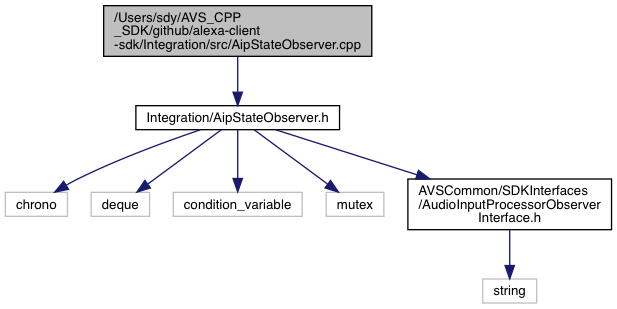 /Users/sdy/AVS_CPP
_SDK/github/alexa-client
-sdk/Integration/src/AipStateObserver.cpp
Integration/AipStateObserver.h
chrono
deque
condition_variable
mutex
AVSCommon/SDKInterfaces
/AudioInputProcessorObserver
Interface.h
string